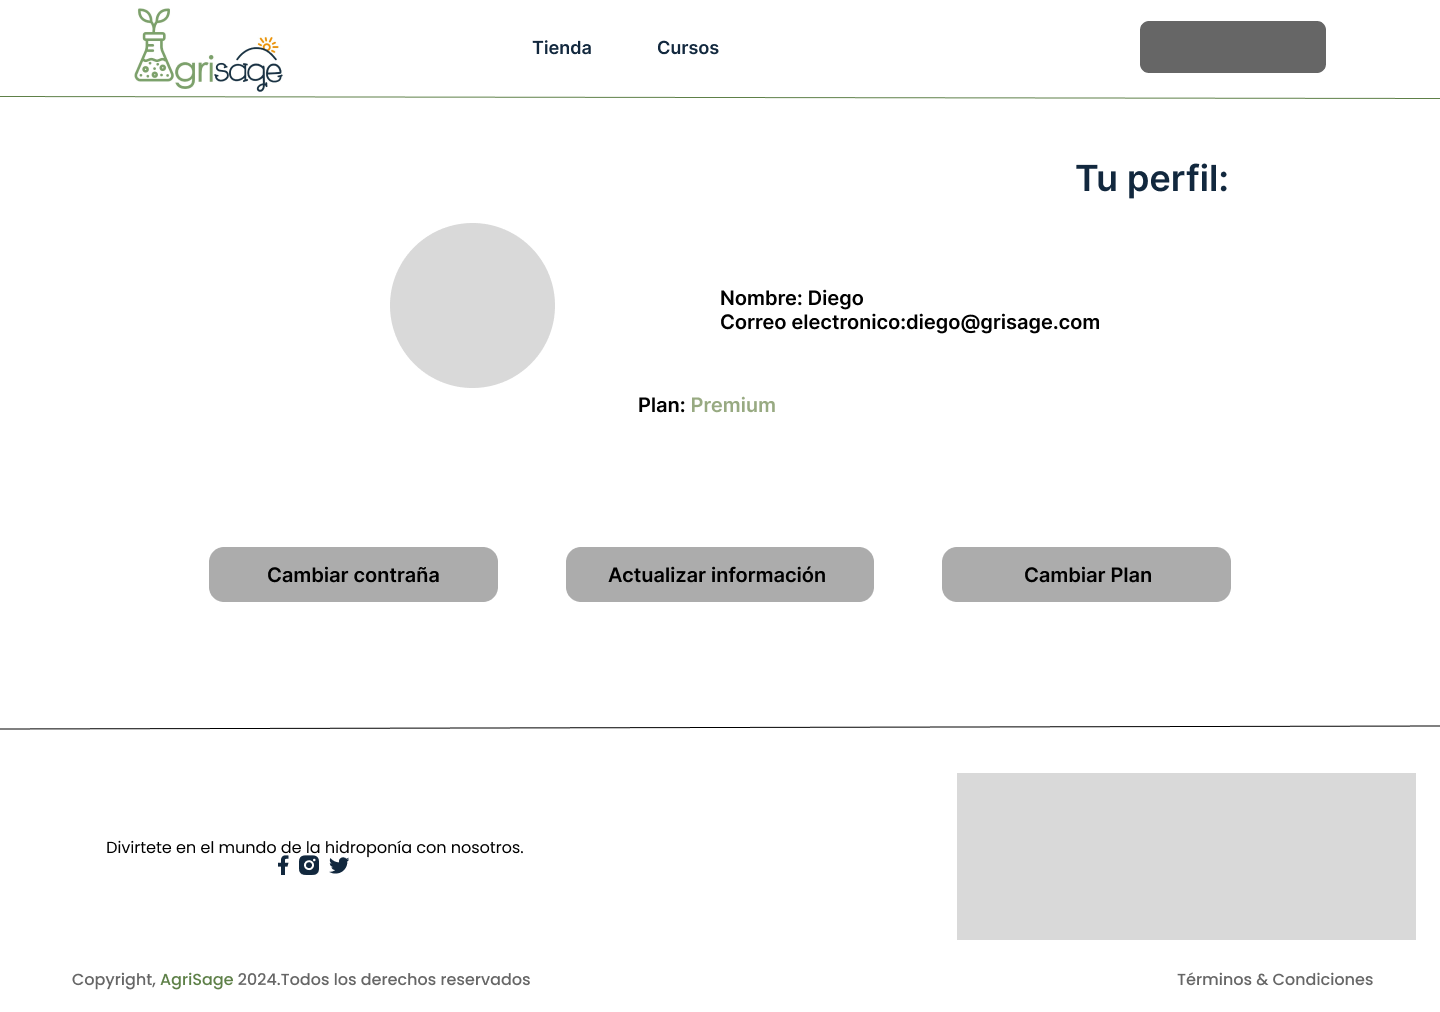 Agrisage
Tienda
Cursos
Tu perfil:
Nombre: Diego
Correo electronico:diego@grisage.com
Plan: Premium
Cambiar contraña
Actualizar información
Cambiar Plan
Divirtete en el mundo de la hidroponía con nosotros.
Copyright, AgriSage 2024.Todos los derechos reservados
Términos & Condiciones